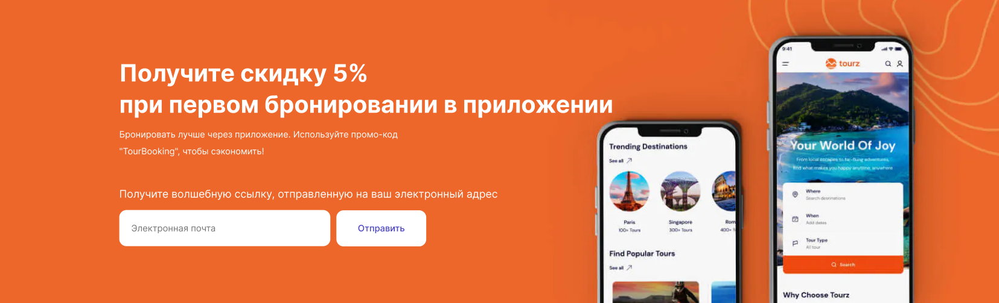 Получите скидку 5%
при первом бронировании в приложении
Бронировать лучше через приложение. Используйте промо-код
"TourBooking", чтобы сэкономить!
Получите волшебную ссылку, отправленную на ваш электронный адрес
Электронная почта
Отправить
Trending Destinations
See all
Paris
100+ Tours
Singapore
300+ Tours
Rom
400+ T
Find Popular Tours
See all
9:41
tourz
Your World Of Joy
From local escapes to far-flung adventures,
find what makes you happy anytime, anywhere
Where
Search destinations
When
Add dates
Tour Type
All tour
Search
Why Choose Tourz